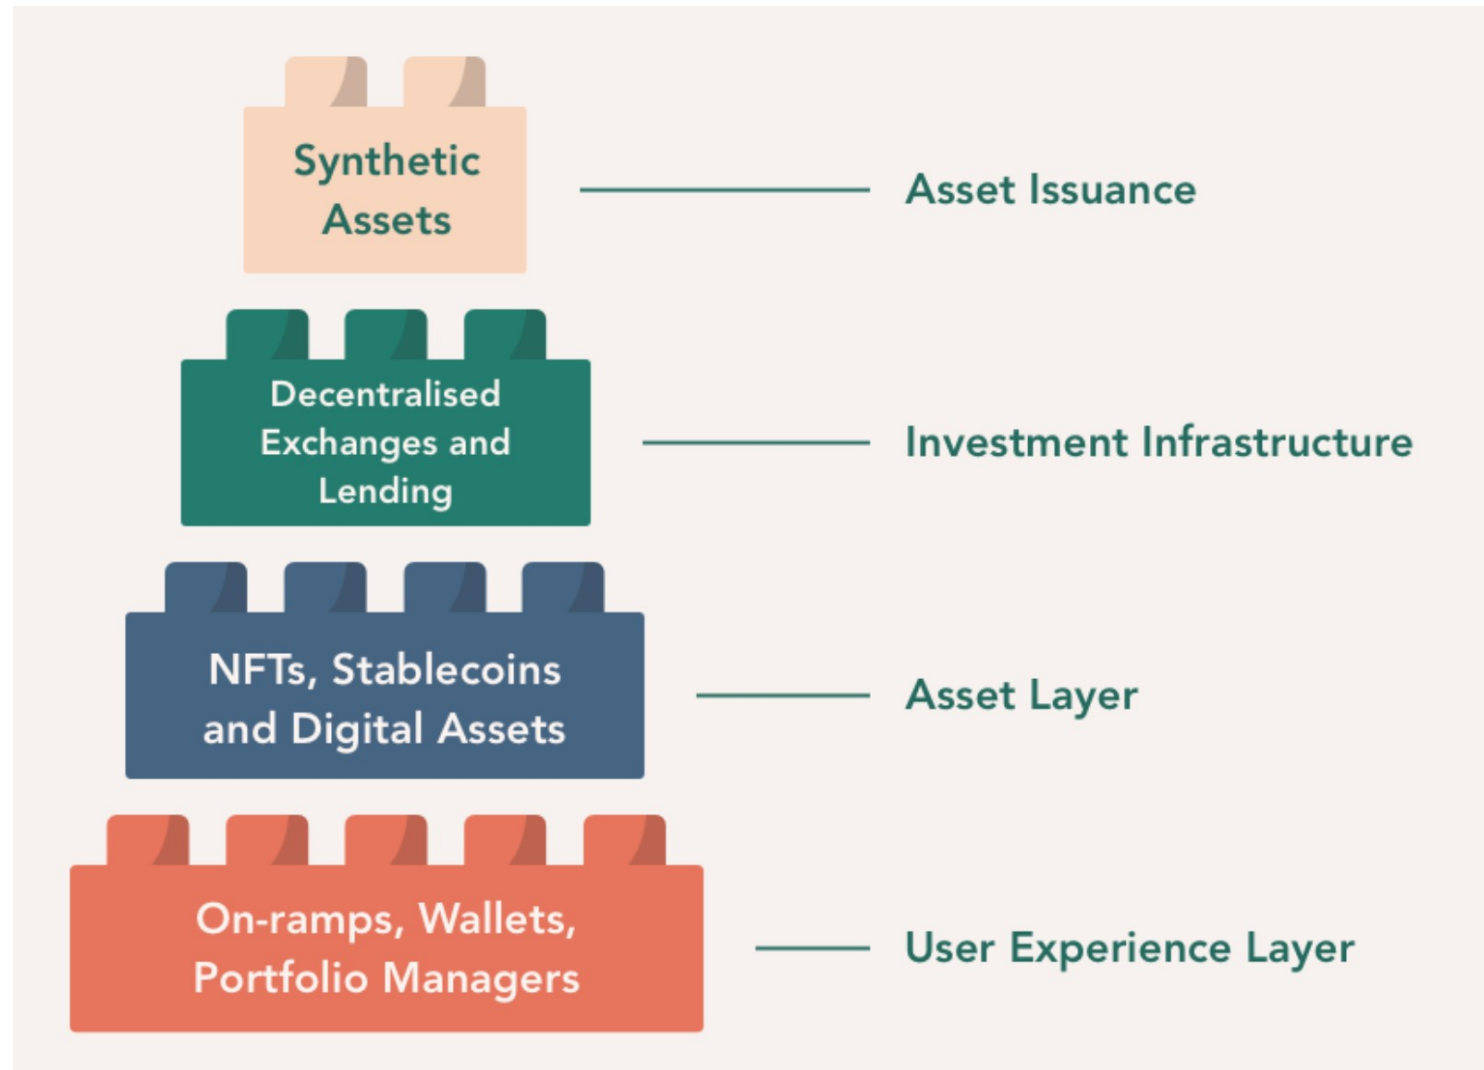 Synthetic
Assets
Asset Issuance
Decentralised
Exchanges and
Lending
Investment Infrastructure
NFTs, Stablecoins
and Digital Assets
Asset Layer
On-ramps, Wallets,
Portfolio Managers
User Experience Layer